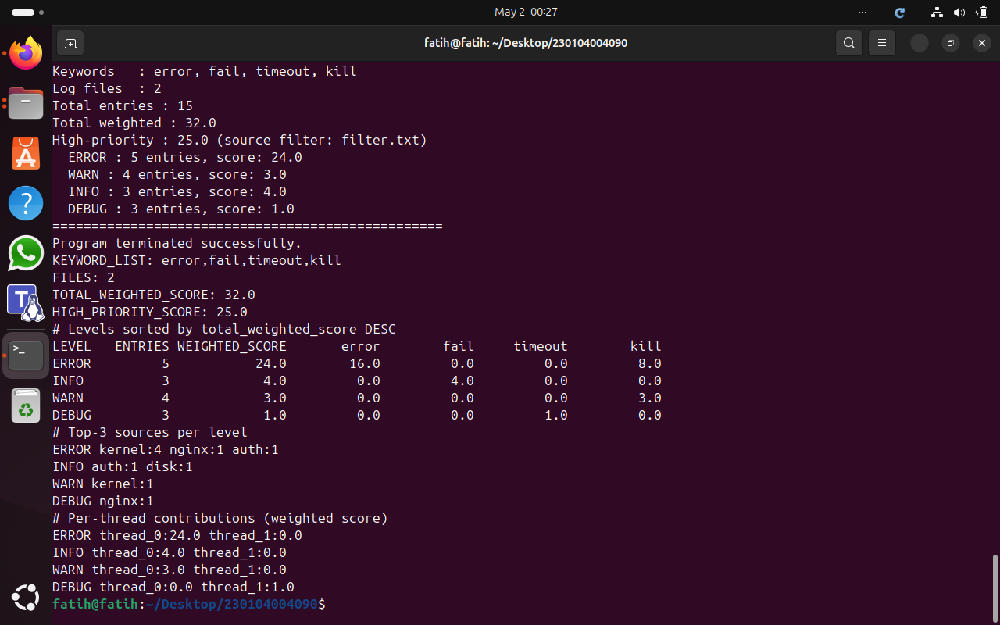 May 2 00:27
fatih@fatih: ~/Desktop/230104004090
Keywords   : error, fail, timeout, kill
Log files  : 2
Total entries : 15
Total weighted : 32.0
High-priority : 25.0 (source filter: filter.txt)
  ERROR : 5 entries, score: 24.0
  WARN : 4 entries, score: 3.0
  INFO : 3 entries, score: 4.0
  DEBUG : 3 entries, score: 1.0
==================================================
Program terminated successfully.
KEYWORD_LIST: error,fail,timeout,kill
FILES: 2
TOTAL_WEIGHTED_SCORE: 32.0
HIGH_PRIORITY_SCORE: 25.0
# Levels sorted by total_weighted_score DESC
LEVEL   ENTRIES WEIGHTED_SCORE       error        fail     timeout        kill
ERROR         5           24.0        16.0         0.0         0.0         8.0
INFO          3            4.0         0.0         4.0         0.0         0.0
WARN          4            3.0         0.0         0.0         0.0         3.0
DEBUG         3            1.0         0.0         0.0         1.0         0.0
# Top-3 sources per level
ERROR kernel:4 nginx:1 auth:1
INFO auth:1 disk:1
WARN kernel:1
DEBUG nginx:1
# Per-thread contributions (weighted score)
ERROR thread_0:24.0 thread_1:0.0
INFO thread_0:4.0 thread_1:0.0
WARN thread_0:3.0 thread_1:0.0
DEBUG thread_0:0.0 thread_1:1.0
fatih@fatih:~/Desktop/230104004090$